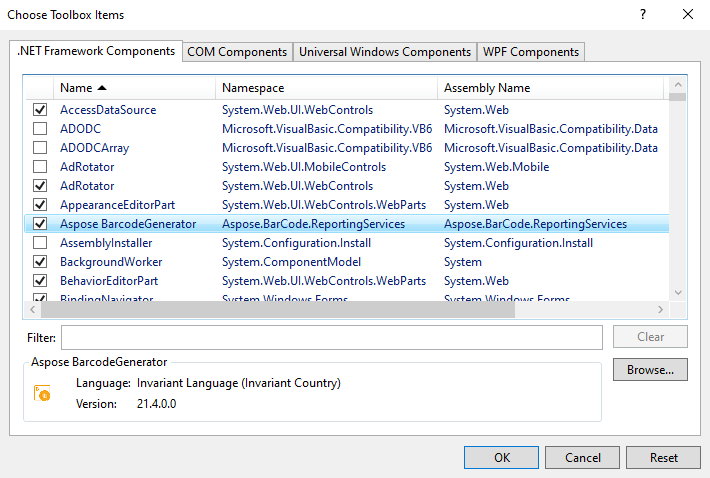 Choose Toolbox Items
.NET Framework Components COM Components Universal Windows Components WPF Components
Name Namespace Assembly Name
AccessDataSource System.Web.UI.WebControls System.Web
ADODC Microsoft.VisualBasic.Compatibility.VB6 Microsoft.VisualBasic.Compatibility.Data
ADODCArray Microsoft.VisualBasic.Compatibility.VB6 Microsoft.VisualBasic.Compatibility.Data
AdRotator System.Web.UI.MobileControls System.Web.Mobile
AdRotator System.Web.UI.WebControls System.Web
AppearanceEditorPart System.Web.UI.WebControls.WebParts System.Web
Aspose BarcodeGenerator Aspose.BarCode.ReportingServices Aspose.BarCode.ReportingServices
AssemblyInstaller System.Configuration.Install System.Configuration.Install
BackgroundWorker System.ComponentModel System
BehaviorEditorPart System.Web.UI.WebControls.WebParts System.Web
BindingNavigator System.Windows.Forms System.Windows.Forms
Filter: Clear
Aspose BarcodeGenerator Browse...
Language: Invariant Language (Invariant Country)
Version: 21.4.0.0
OK Cancel Reset